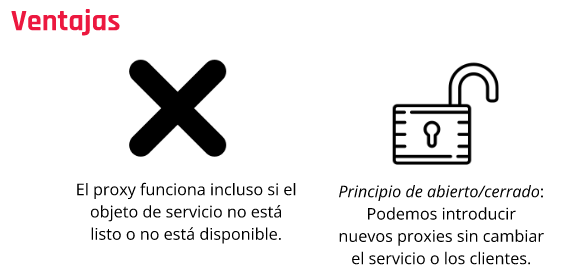 Ventajas
El proxy funciona incluso si el
objeto de servicio no está
listo o no está disponible.
Principio de abierto/cerrado:
Podemos introducir
nuevos proxies sin cambiar
el servicio o los clientes.